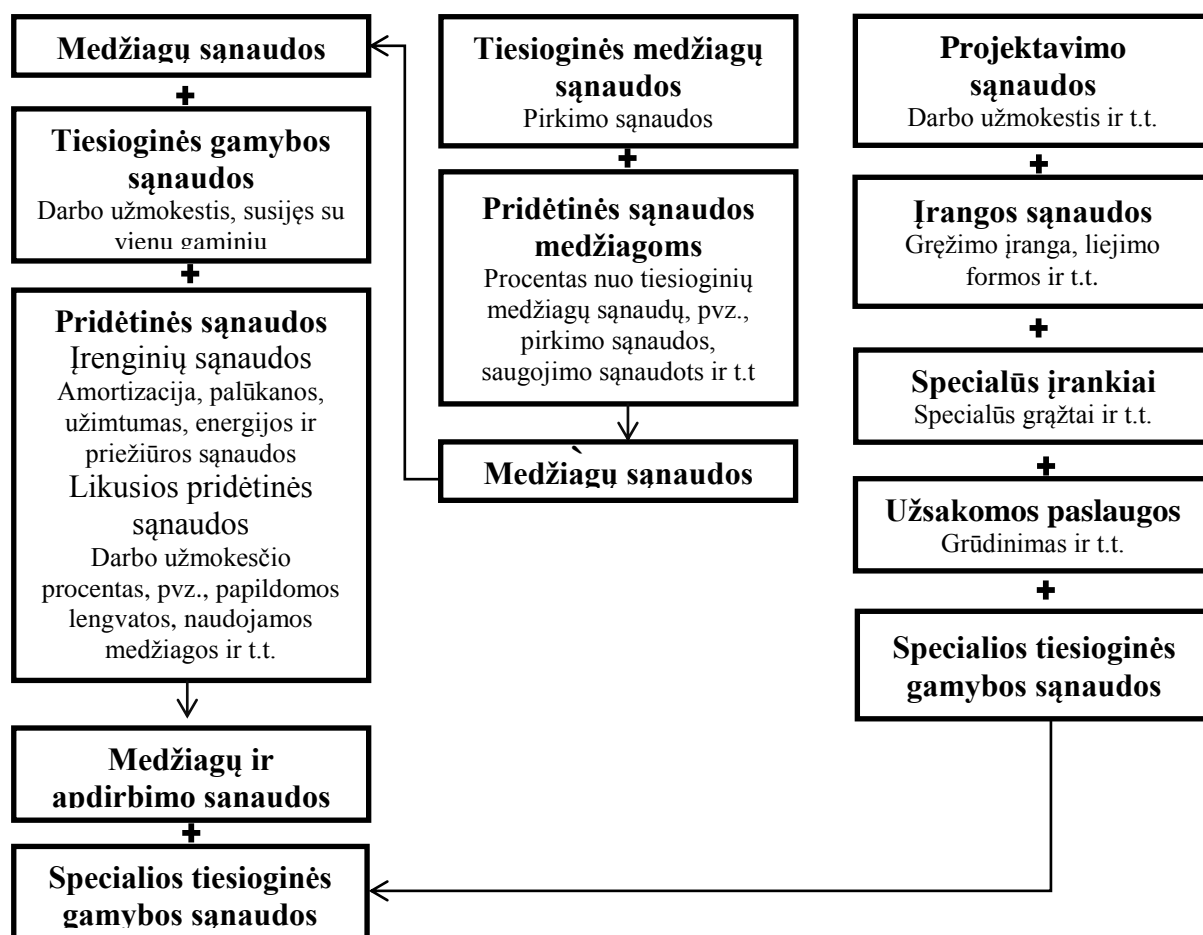 Medžiagų sąnaudos
+
Tiesioginės gamybos
sąnaudos
Darbo užmokestis, susijęs su
vienu gaminiu
+
Pridėtinės sąnaudos
Įrenginių sąnaudos
Amortizacija, palūkanos,
užimtumas, energijos ir
priežiūros sąnaudos
Likusios pridėtinės
sąnaudos
Darbo užmokesčio
procentas, pvz., papildomos
lengvatos, naudojamos
medžiagos ir t.t.
Medžiagų ir
apdirbimo sąnaudos
+
Specialios tiesioginės
gamybos sąnaudos
Tiesioginės medžiagų
sąnaudos
Pirkimo sąnaudos
+
Pridėtinės sąnaudos
medžiagoms
Procentas nuo tiesioginių
medžiagų sąnaudų, pvz.,
pirkimo sąnaudos,
saugojimo sąnaudots ir t.t
Medžiagų sąnaudos
Projektavimo
sąnaudos
Darbo užmokestis ir t.t.
+
Įrangos sąnaudos
Gręžimo įranga, liejimo
formos ir t.t.
+
Specialūs įrankiai
Specialūs grąžtai ir t.t.
+
Užsakomos paslaugos
Grūdinimas ir t.t.
+
Specialios tiesioginės
gamybos sąnaudos